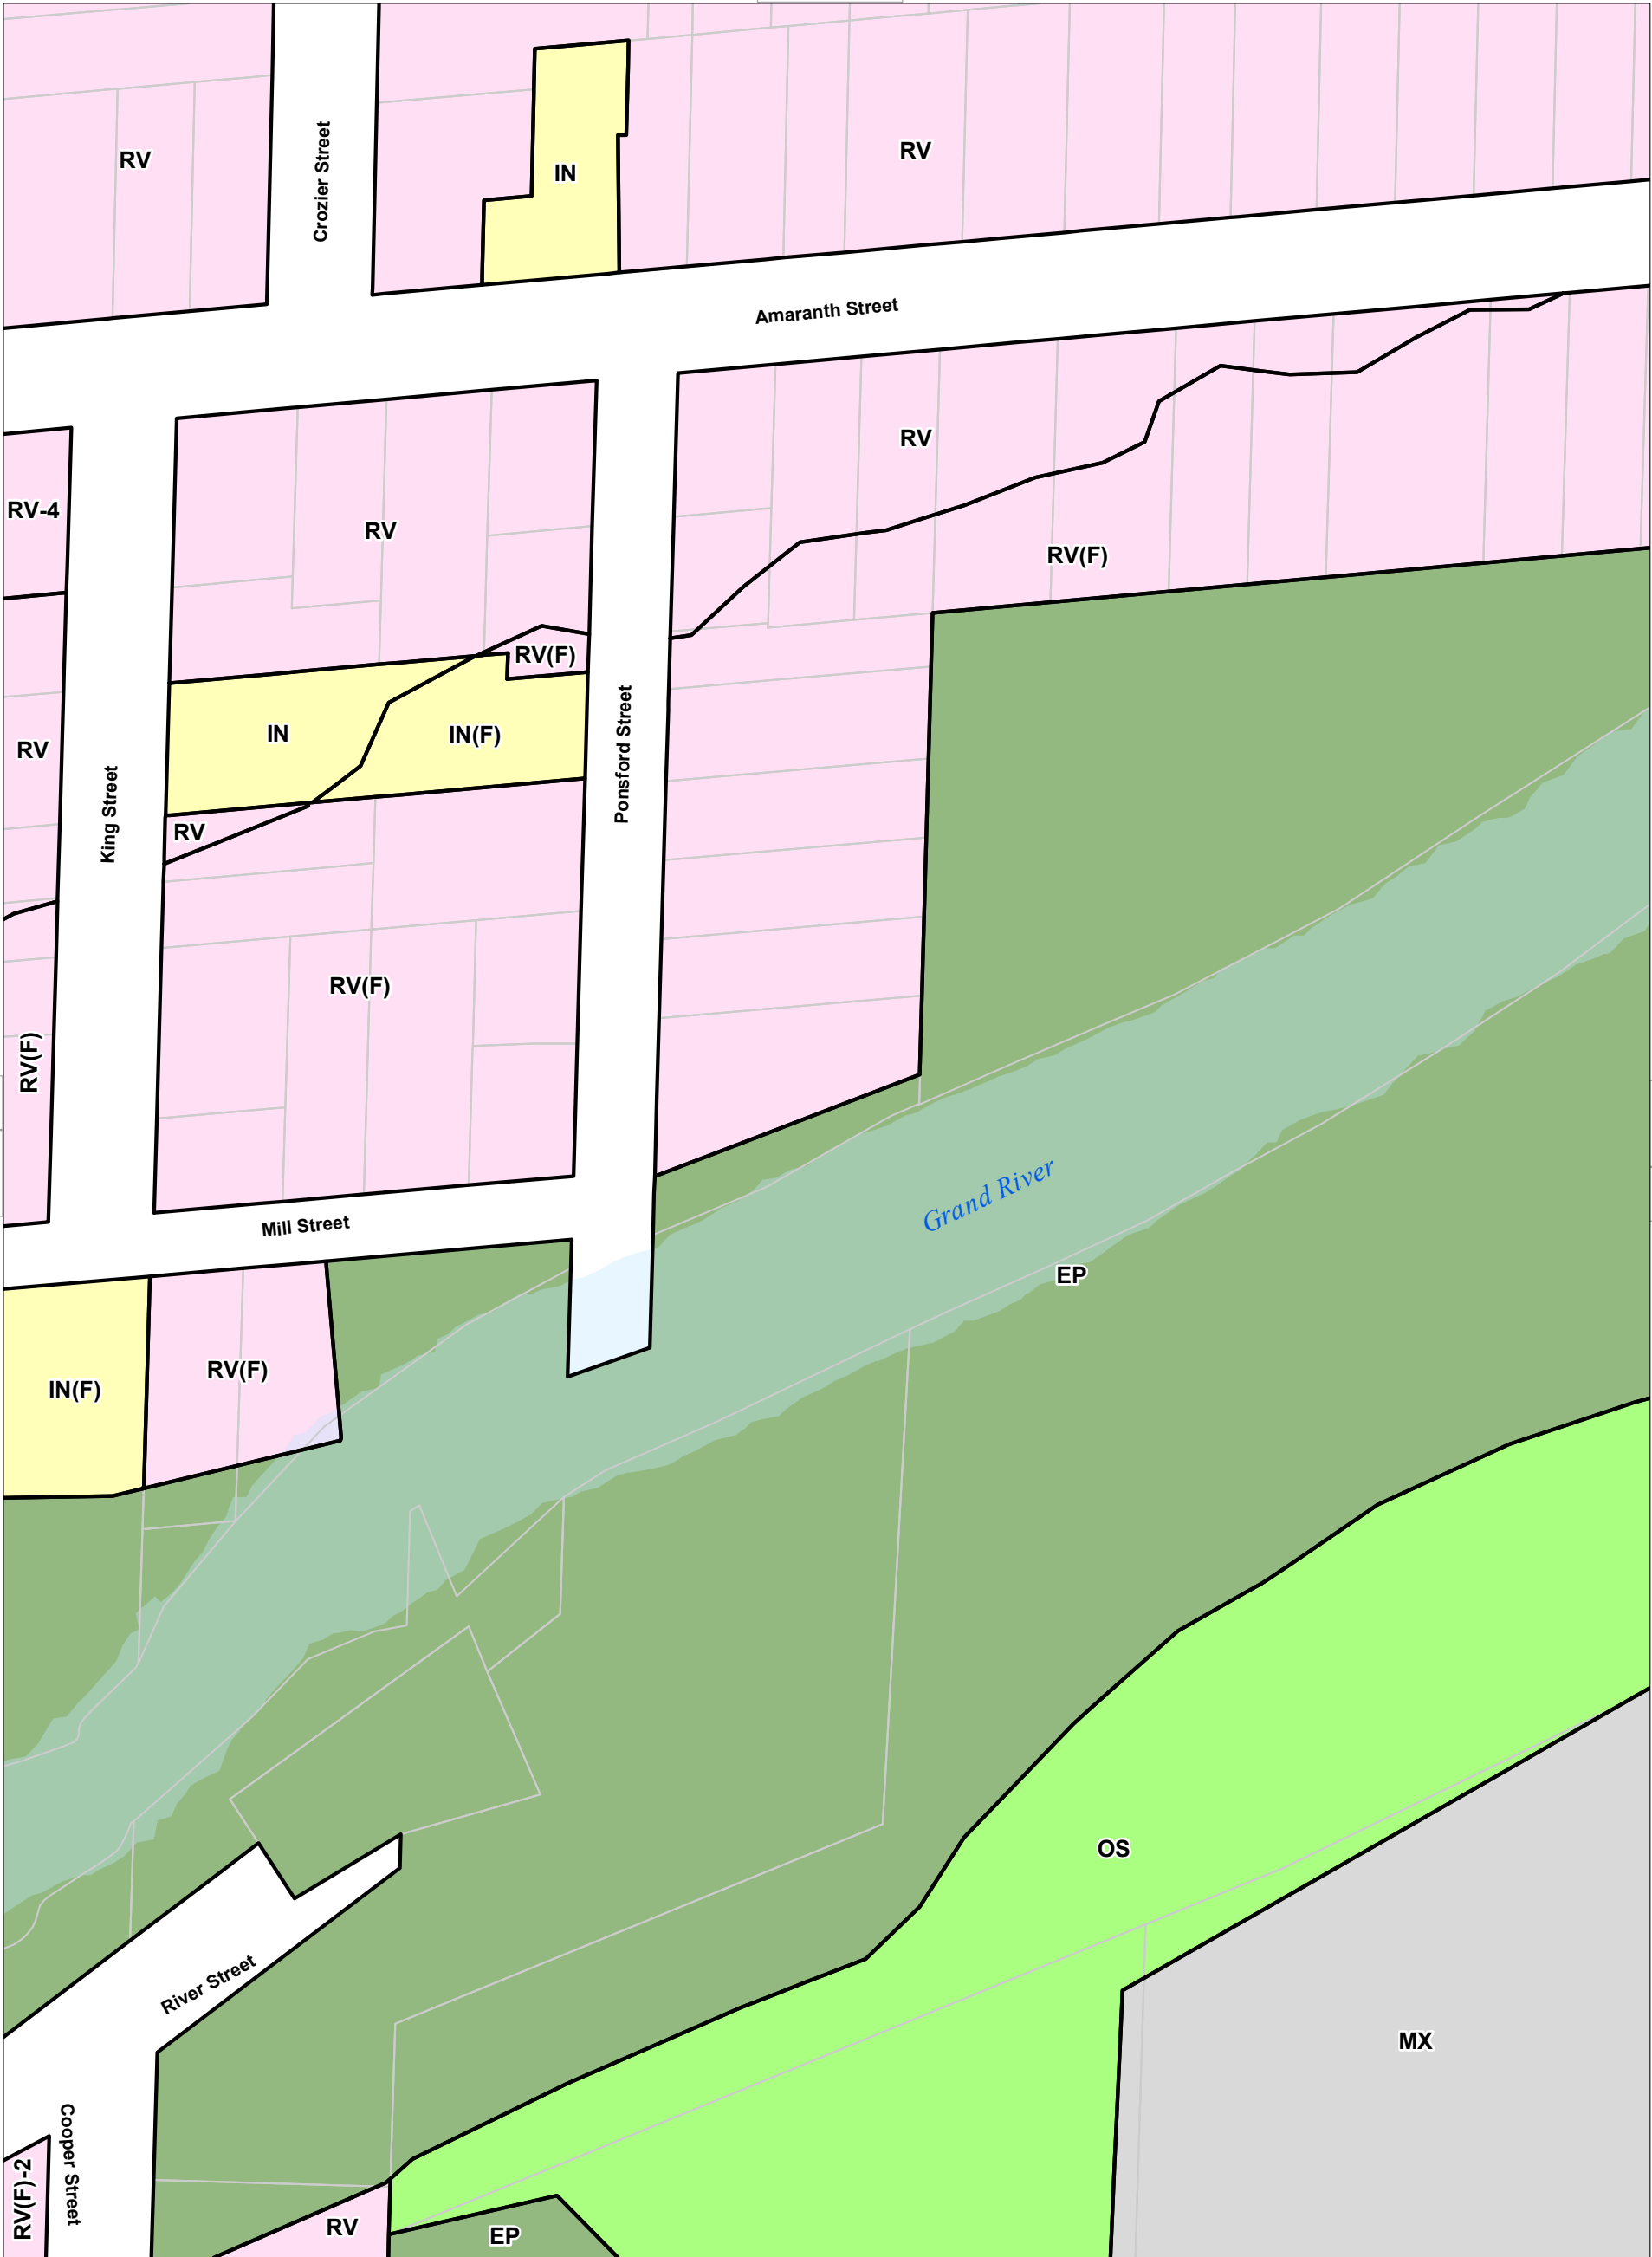 RV
Crozier Street
IN
RV
Amaranth Street
RV-4
RV
RV
RV(F)
RV(F)
IN
IN(F)
RV
Ponsford Street
King Street
RV
RV(F)
RV(F)
Grand River
Mill Street
EP
IN(F)
RV(F)
OS
River Street
MX
Cooper Street
RV(F)-2
RV
EP